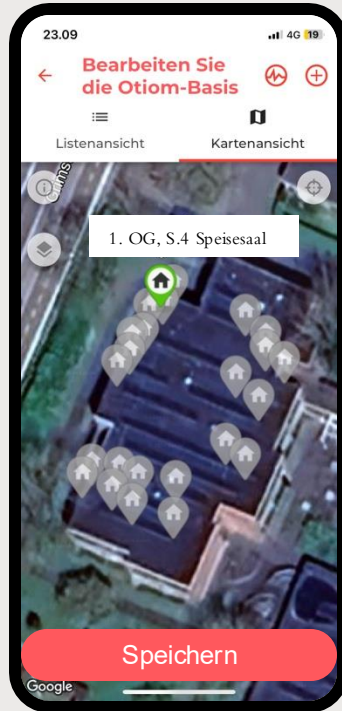 23.09
4G 19
Bearbeiten Sie
die Otiom-Basis
Listenansicht
Kartenansicht
1. OG, S.4 Speisesaal
Speichern
Google